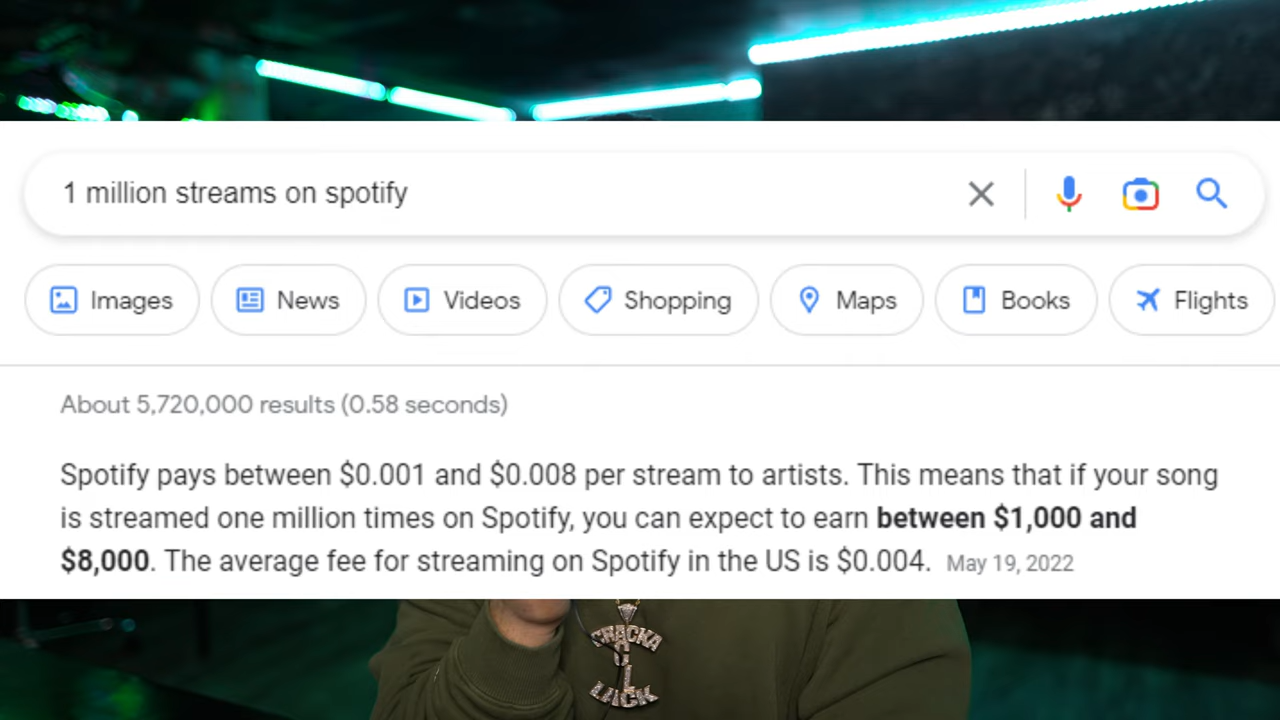 1 million streams on spotify
Images News Videos Shopping Maps Books Flights
About 5,720,000 results (0.58 seconds)
Spotify pays between $0.001 and $0.008 per stream to artists. This means that if your song
is streamed one million times on Spotify, you can expect to earn between $1,000 and
$8,000. The average fee for streaming on Spotify in the US is $0.004. May 19, 2022
CRACKA
LACK